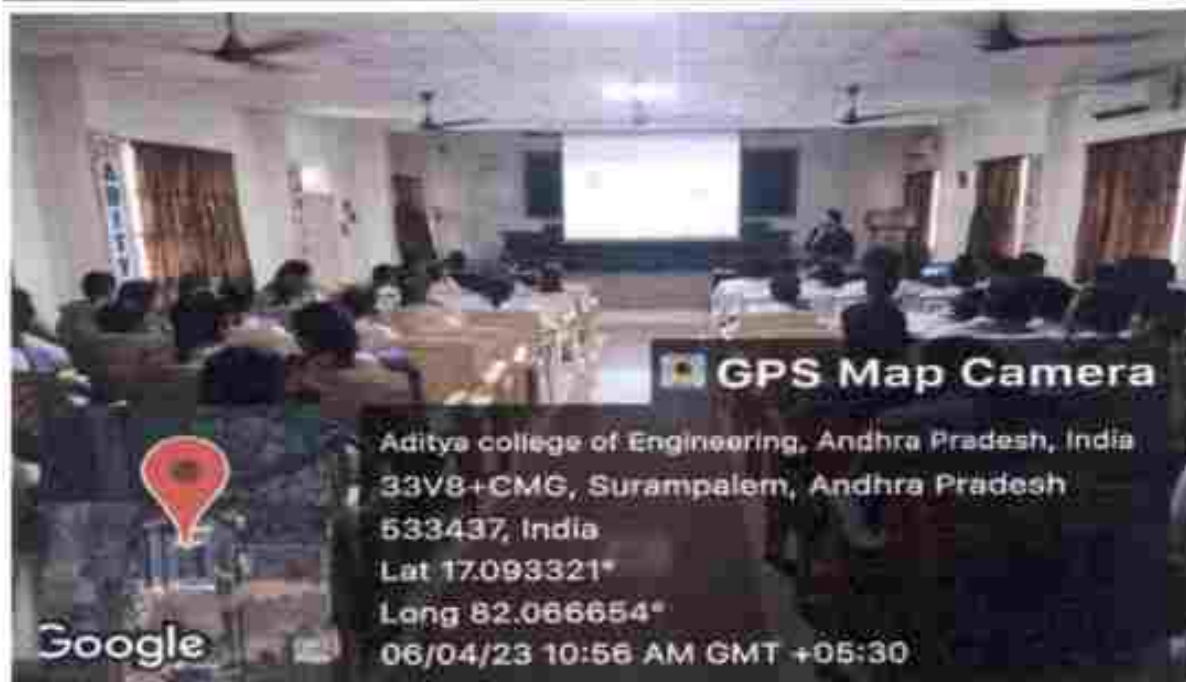 GPS Map Camera
Aditya college of Engineering, Andhra Pradesh, India
33V8+CMG, Surampalem, Andhra Pradesh
533437, India
Lat 17.093321°
Long 82.066654°
06/04/23 10:56 AM GMT +05:30
Google